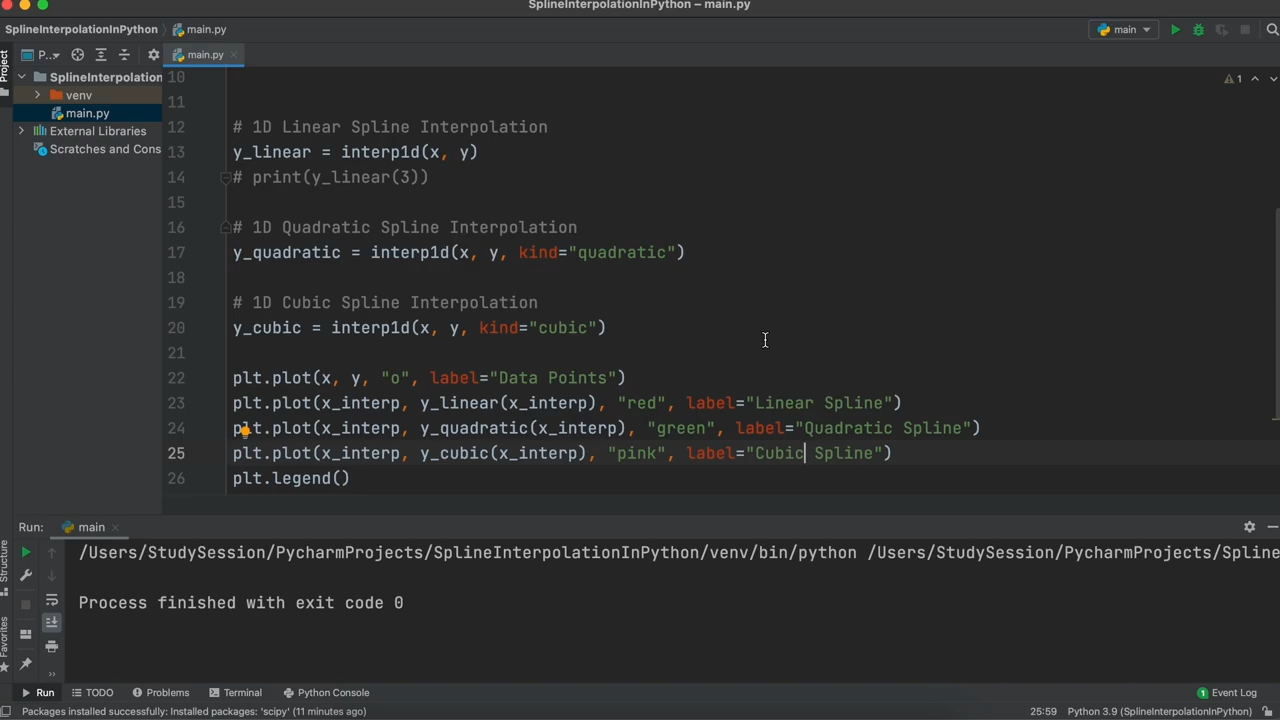 SplineInterpolationInPython – main.py
SplineInterpolationInPython main.py main
Project P... main.py
SplineInterpolation
venv
main.py
External Libraries
Scratches and Cons
1
10
11
12 # 1D Linear Spline Interpolation
13 y_linear = interp1d(x, y)
14 # print(y_linear(3))
15
16 # 1D Quadratic Spline Interpolation
17 y_quadratic = interp1d(x, y, kind="quadratic")
18
19 # 1D Cubic Spline Interpolation
20 y_cubic = interp1d(x, y, kind="cubic")
21
22 plt.plot(x, y, "o", label="Data Points")
23 plt.plot(x_interp, y_linear(x_interp), "red", label="Linear Spline")
24 plt.plot(x_interp, y_quadratic(x_interp), "green", label="Quadratic Spline")
25 plt.plot(x_interp, y_cubic(x_interp), "pink", label="Cubic Spline")
26 plt.legend()
Run: main
/Users/StudySession/PycharmProjects/SplineInterpolationInPython/venv/bin/python /Users/StudySession/PycharmProjects/Spline
Process finished with exit code 0
Structure
Favorites
Run TODO Problems Terminal Python Console 1 Event Log
Packages installed successfully: Installed packages: 'scipy' (11 minutes ago) 25:59 Python 3.9 (SplineInterpolationInPython)